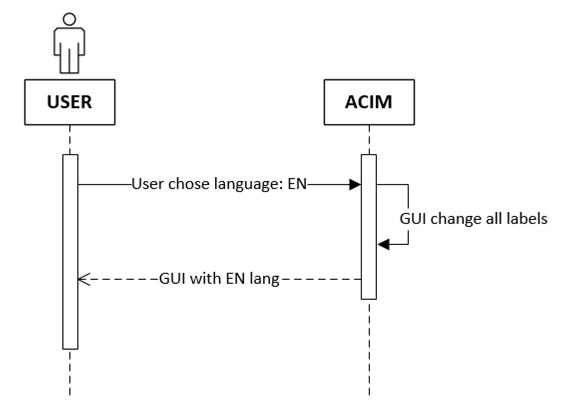 USER
ACIM
User chose language: EN
GUI change all labels
GUI with EN lang